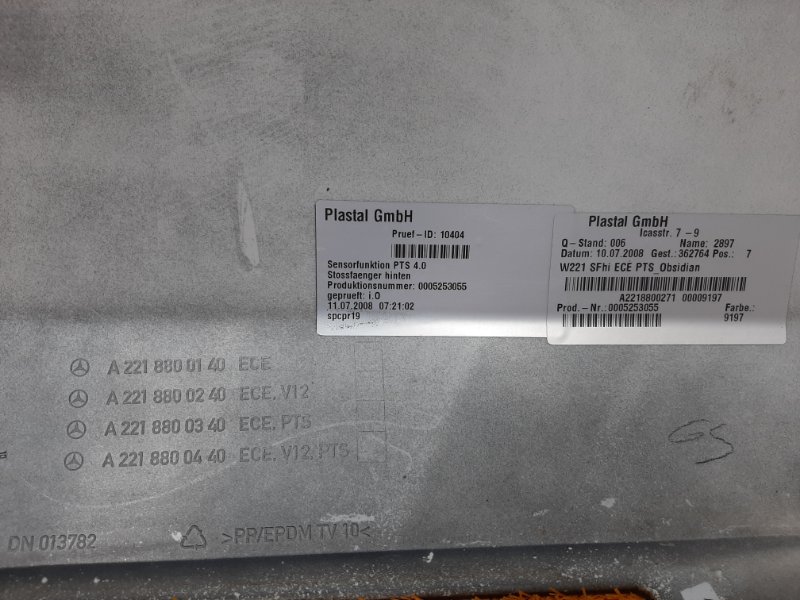 Plastal GmbH
Pruef-ID: 10404
Sensorfunktion PTS 4.0
Stossfaenger hinten
Produktionsnummer: 0005253055
geprueft: i.O
11.07.2008 07:21:02
spcpr19
Plastal GmbH
Icasstr. 7-9
Q-Stand: 006 Name: 2897
Datum: 10.07.2008 Gest.: 362764 Pos.: 7
W221 SFhi ECE PTS_Obsidian
A2218800271 00009197
Prod.-Nr.:0005253055 Farbe.:
9197
A 221 880 01 40 ECE
A 221 880 02 40 ECE, V12
A 221 880 03 40 ECE, PTS
A 221 880 04 40 ECE, V12, PTS
GS
DN 013782 >PP/EPDM TV 10<